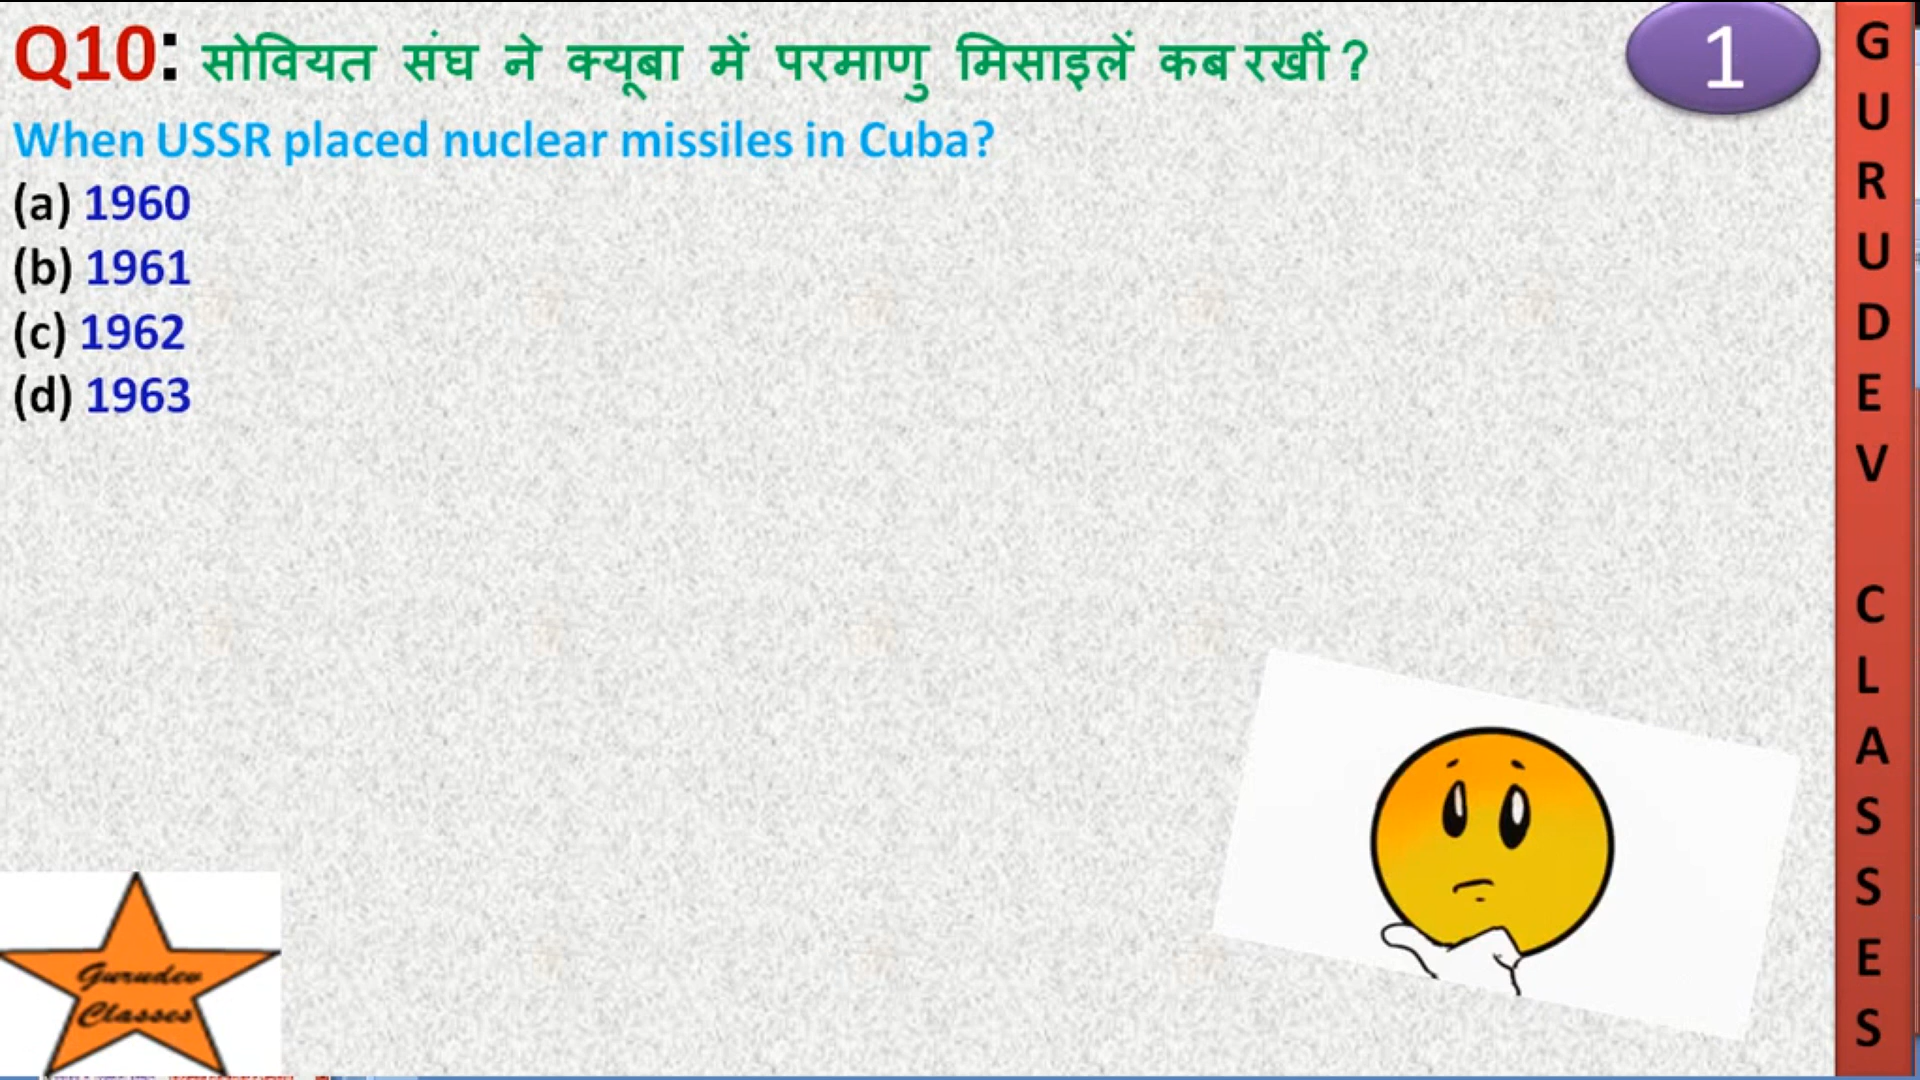 Q10: सोवियत संघ ने क्यूबा में परमाणु मिसाइलें कब रखीं ?
1
When USSR placed nuclear missiles in Cuba?
(a) 1960
(b) 1961
(c) 1962
(d) 1963
Gurudev
Classes
GURUDEV CLASSES